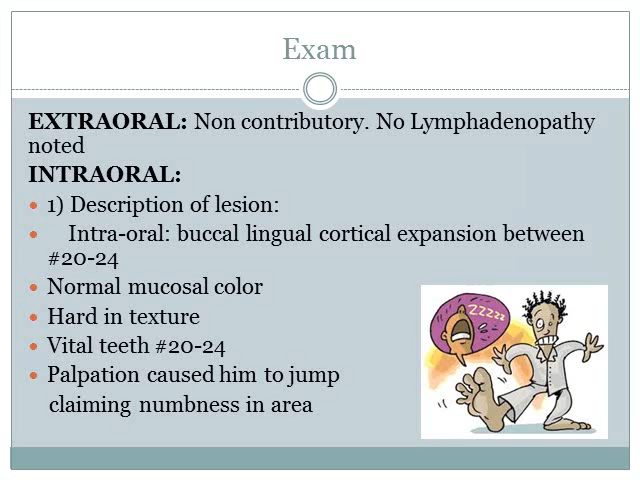 Exam
EXTRAORAL: Non contributory. No Lymphadenopathy
noted
INTRAORAL:
• 1) Description of lesion:
• Intra-oral: buccal lingual cortical expansion between
#20-24
• Normal mucosal color
• Hard in texture
• Vital teeth #20-24
• Palpation caused him to jump
claiming numbness in area
ZZZZZ